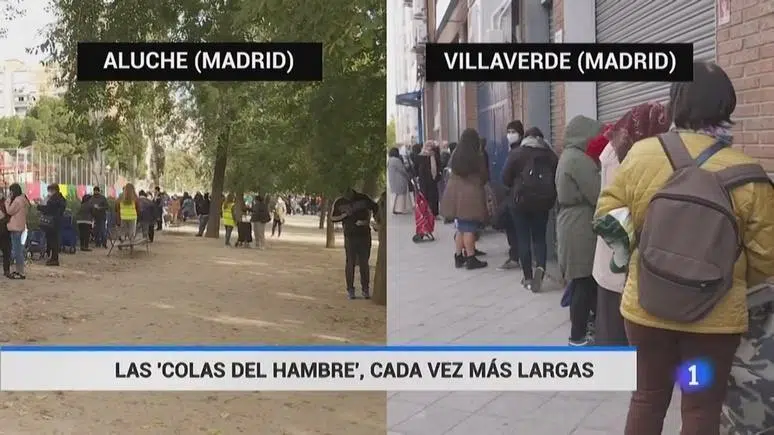 ALUCHE (MADRID)
VILLAVERDE (MADRID)
LAS 'COLAS DEL HAMBRE', CADA VEZ MÁS LARGAS
1